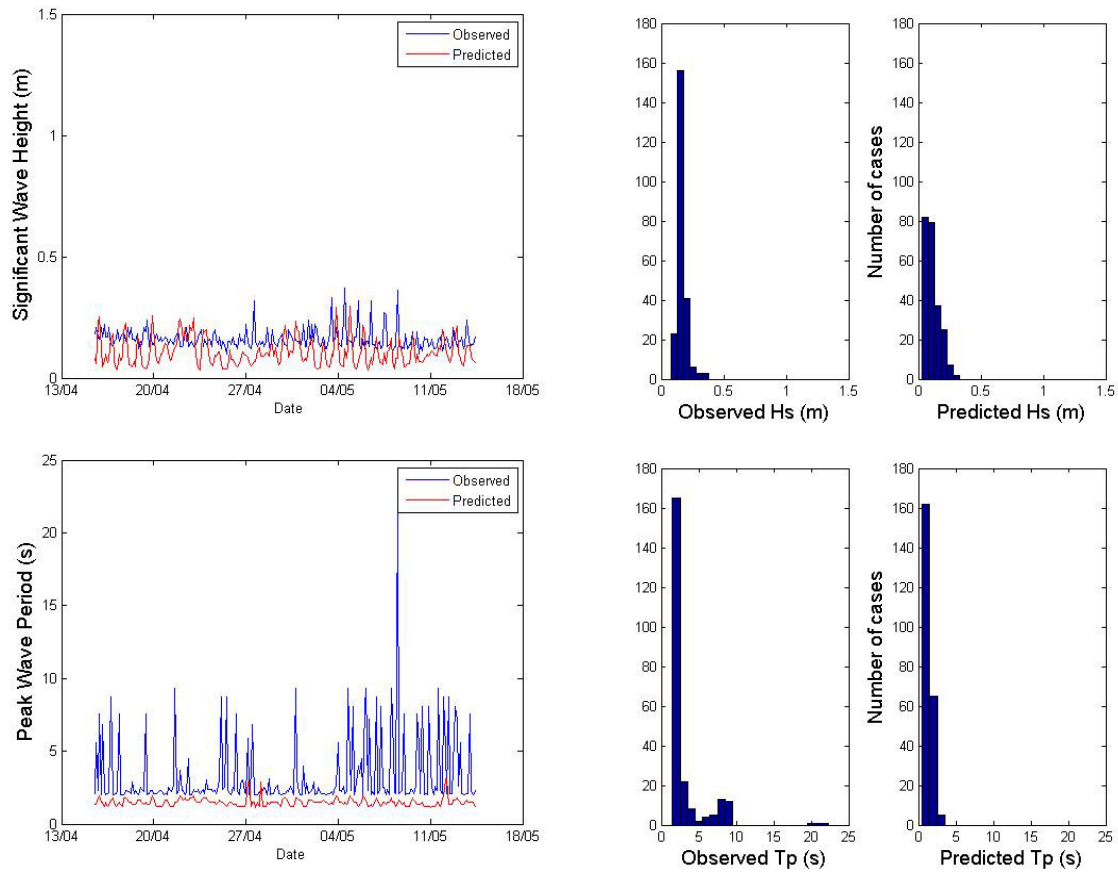 1.5
1
0.5
0
Significant Wave Height (m)
Observed
Predicted
13/04 20/04 27/04 04/05 11/05 18/05
Date
180
160
140
120
100
80
60
40
20
0
0 0.5 1 1.5
Observed Hs (m)
Number of cases
180
160
140
120
100
80
60
40
20
0
0 0.5 1 1.5
Predicted Hs (m)
25
20
15
10
5
0
Peak Wave Period (s)
Observed
Predicted
13/04 20/04 27/04 04/05 11/05 18/05
Date
180
160
140
120
100
80
60
40
20
0
0 5 10 15 20 25
Observed Tp (s)
Number of cases
180
160
140
120
100
80
60
40
20
0
0 5 10 15 20 25
Predicted Tp (s)